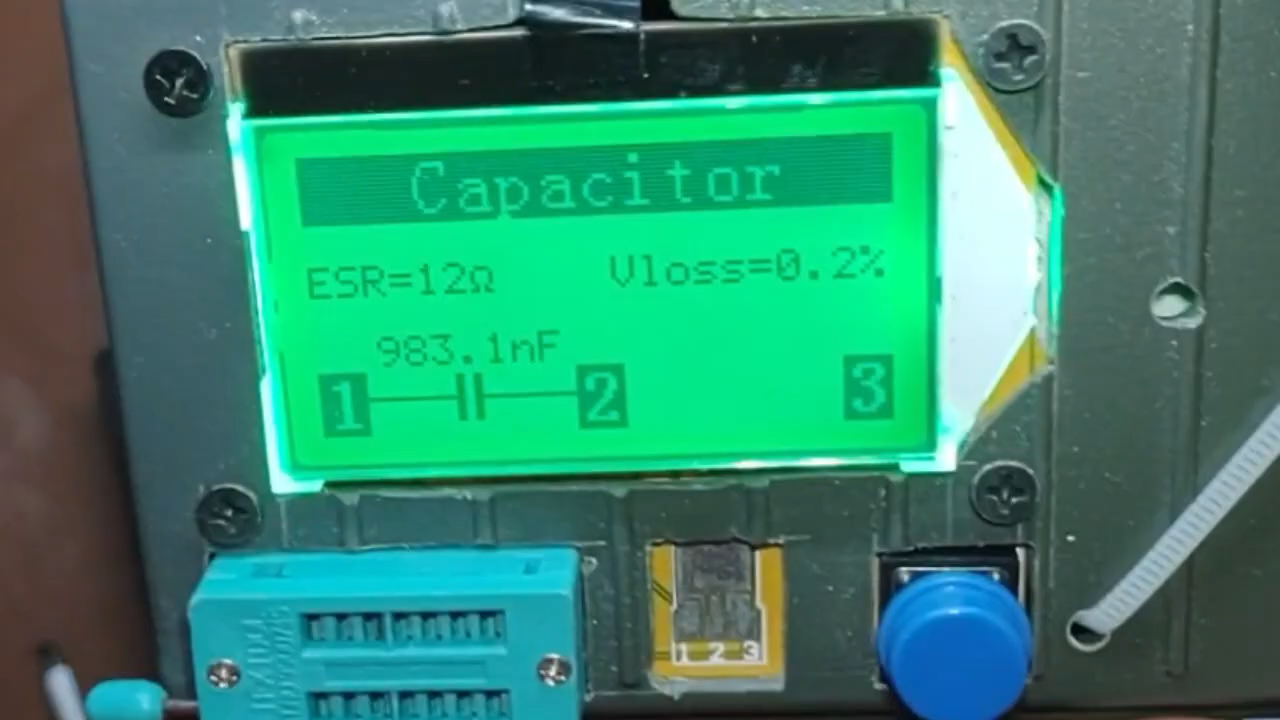 Capacitor
ESR=12Ω Vloss=0.2%
983.1nF
1 2 3
1 2 3